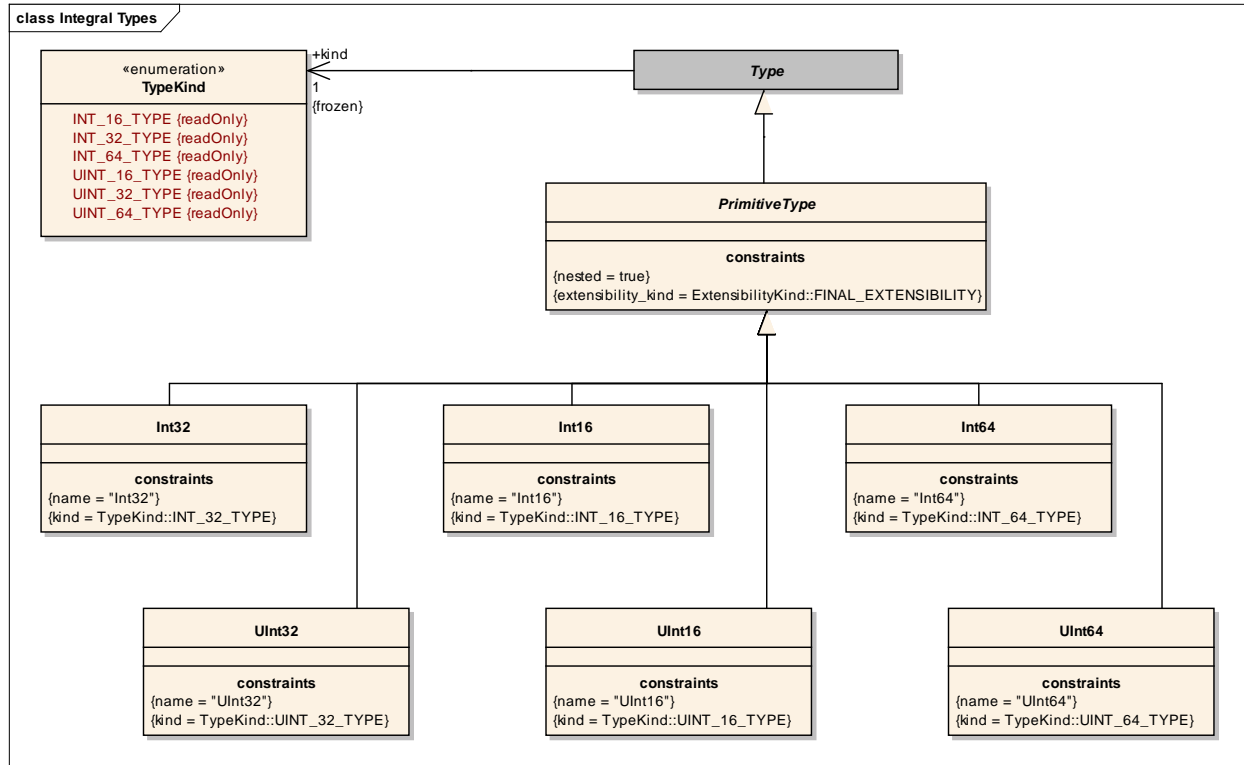 class Integral Types
«enumeration»
TypeKind
INT_16_TYPE {readOnly}
INT_32_TYPE {readOnly}
INT_64_TYPE {readOnly}
UINT_16_TYPE {readOnly}
UINT_32_TYPE {readOnly}
UINT_64_TYPE {readOnly}
+kind
1
{frozen}
Type
PrimitiveType
constraints
{nested = true}
{extensibility_kind = ExtensibilityKind::FINAL_EXTENSIBILITY}
Int32
constraints
{name = "Int32"}
{kind = TypeKind::INT_32_TYPE}
Int16
constraints
{name = "Int16"}
{kind = TypeKind::INT_16_TYPE}
Int64
constraints
{name = "Int64"}
{kind = TypeKind::INT_64_TYPE}
UInt32
constraints
{name = "UInt32"}
{kind = TypeKind::UINT_32_TYPE}
UInt16
constraints
{name = "UInt16"}
{kind = TypeKind::UINT_16_TYPE}
UInt64
constraints
{name = "UInt64"}
{kind = TypeKind::UINT_64_TYPE}